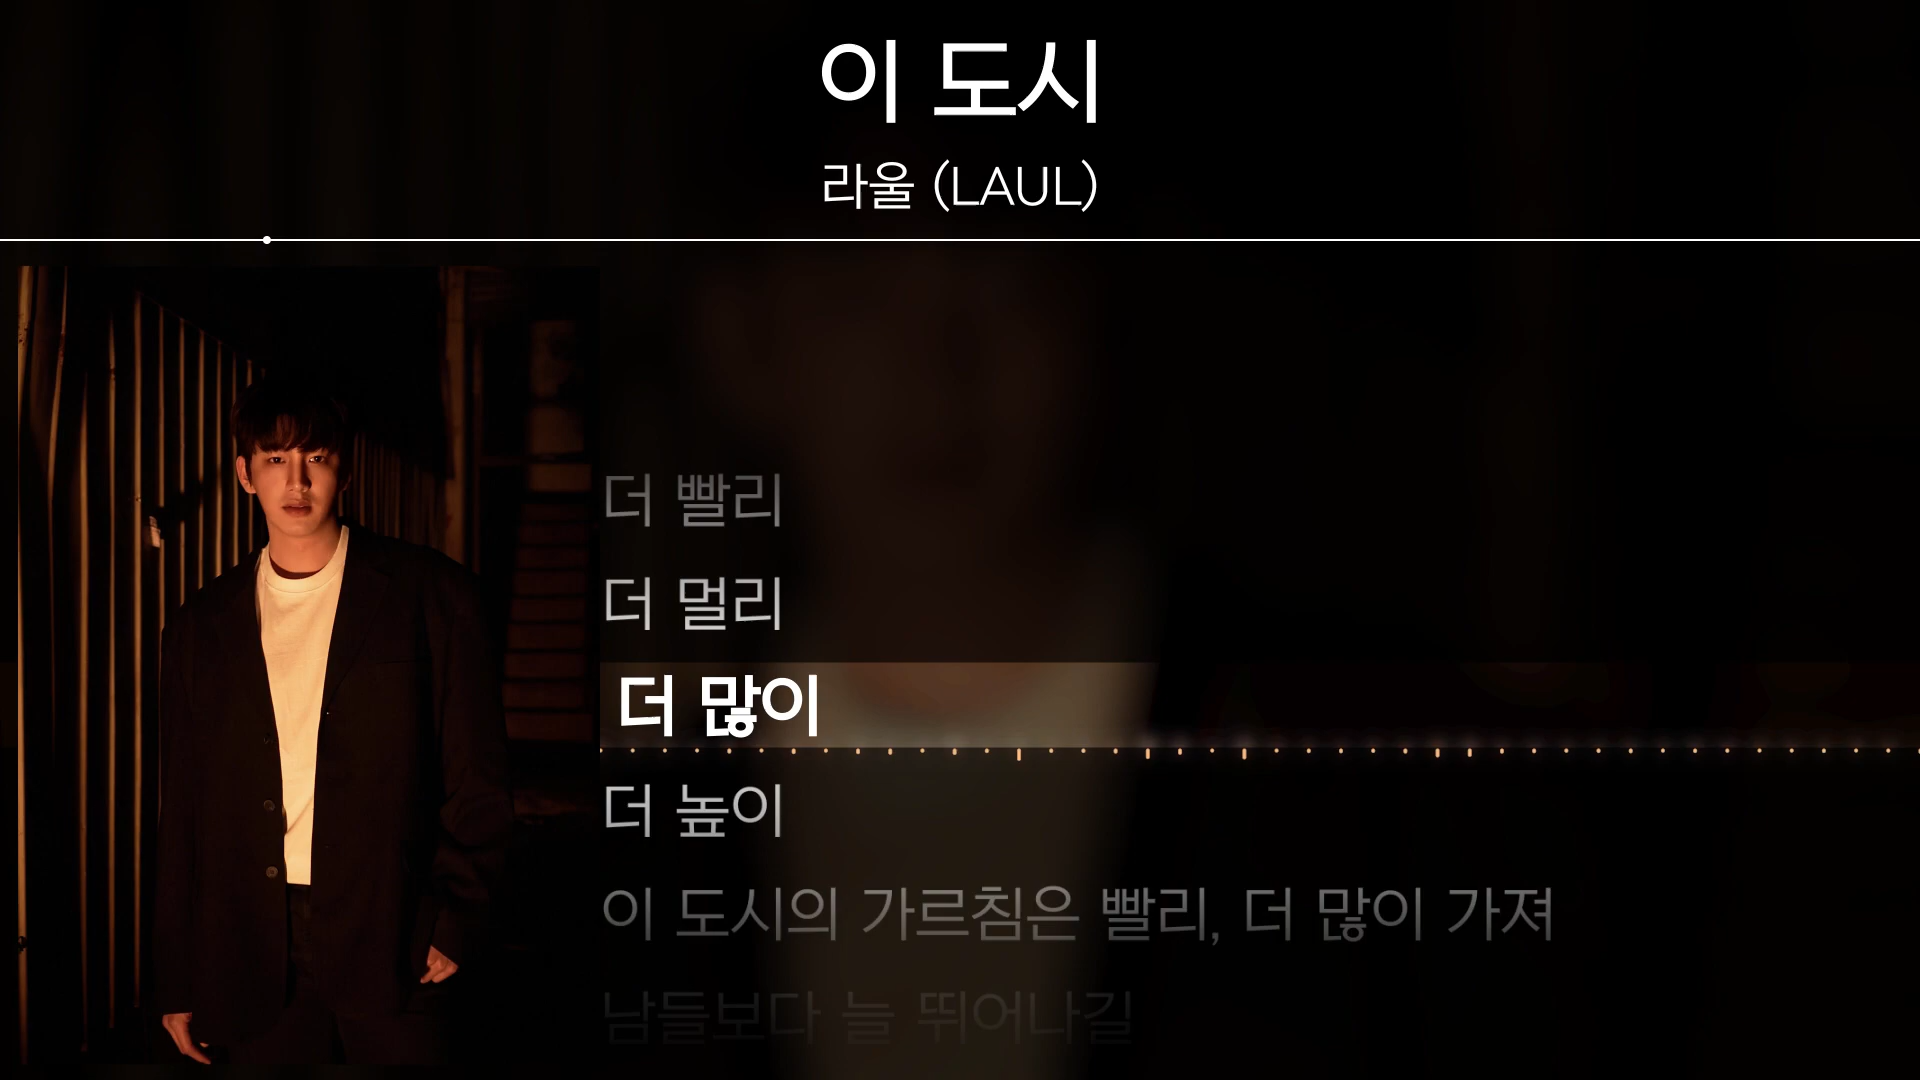 이 도시
라울 (LAUL)
더 빨리
더 멀리
더 많이
더 높이
이 도시의 가르침은 빨리, 더 많이 가져
남들보다 늘 뛰어나길